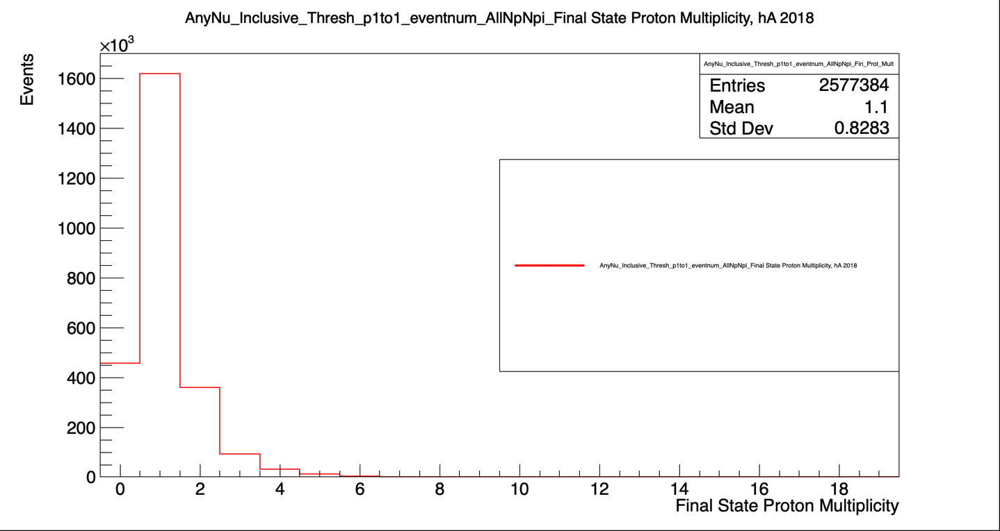 AnyNu_Inclusive_Thresh_p1to1_eventnum_AllNpNpi_Final State Proton Multiplicity, hA 2018
×10³
Events
AnyNu_Inclusive_Thresh_p1to1_eventnum_AllNpNpi_Fin_Prot_Mult
Entries 2577384
Mean 1.1
Std Dev 0.8283
1600
1400
1200
1000
800
600
400
200
0
AnyNu_Inclusive_Thresh_p1to1_eventnum_AllNpNpi_Final State Proton Multiplicity, hA 2018
0 2 4 6 8 10 12 14 16 18
Final State Proton Multiplicity